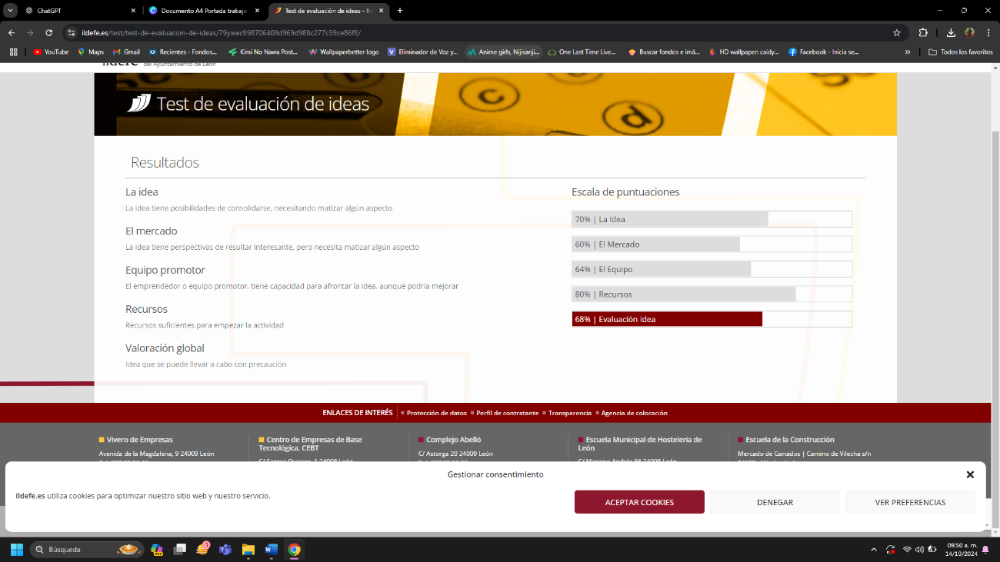 ChatGPT
Documento A4 Portada trabajo
Test de evaluación de ideas - Ild
ildefe.es/test/test-de-evaluacion-de-ideas/79ywec998706408d969d988c277c59ce86f8/
YouTube
Maps
Gmail
Recientes - Fondos...
Kimi No Nawa Post...
Wallpaperbetter logo
Eliminador de Voz y...
Anime girls, Nijisanji...
One Last Time Live...
Buscar fondos e imá...
HD wallpaper: caidy...
Facebook - Inicia se...
»
Todos los favoritos
del Ayuntamiento de León
Test de evaluación de ideas
c
d
Resultados
La idea
La idea tiene posibilidades de consolidarse, necesitando matizar algún aspecto
El mercado
La idea tiene perspectivas de resultar interesante, pero necesita matizar algún aspecto
Equipo promotor
El emprendedor o equipo promotor, tiene capacidad para afrontar la idea, aunque podría mejorar
Recursos
Recursos suficientes para empezar la actividad
Valoración global
Idea que se puede llevar a cabo con precaución
Escala de puntuaciones
70% | La Idea
60% | El Mercado
64% | El Equipo
80% | Recursos
68% | Evaluación Idea
ENLACES DE INTERÉS
Protección de datos
Perfil de contratante
Transparencia
Agencia de colocación
Vivero de Empresas
Avenida de la Magdalena, 9 24009 León
Centro de Empresas de Base
Tecnológica, CEBT
Complejo Abelló
C/ Astorga 20 24009 León
Escuela Municipal de Hostelería de
León
C/ Mariano Andrés 66 24008 León
Escuela de la Construcción
Mercado de Ganados | Camino de Vilecha s/n
Gestionar consentimiento
Ildefe.es utiliza cookies para optimizar nuestro sitio web y nuestro servicio.
ACEPTAR COOKIES
DENEGAR
VER PREFERENCIAS
Búsqueda
1
09:50 a. m.
14/10/2024